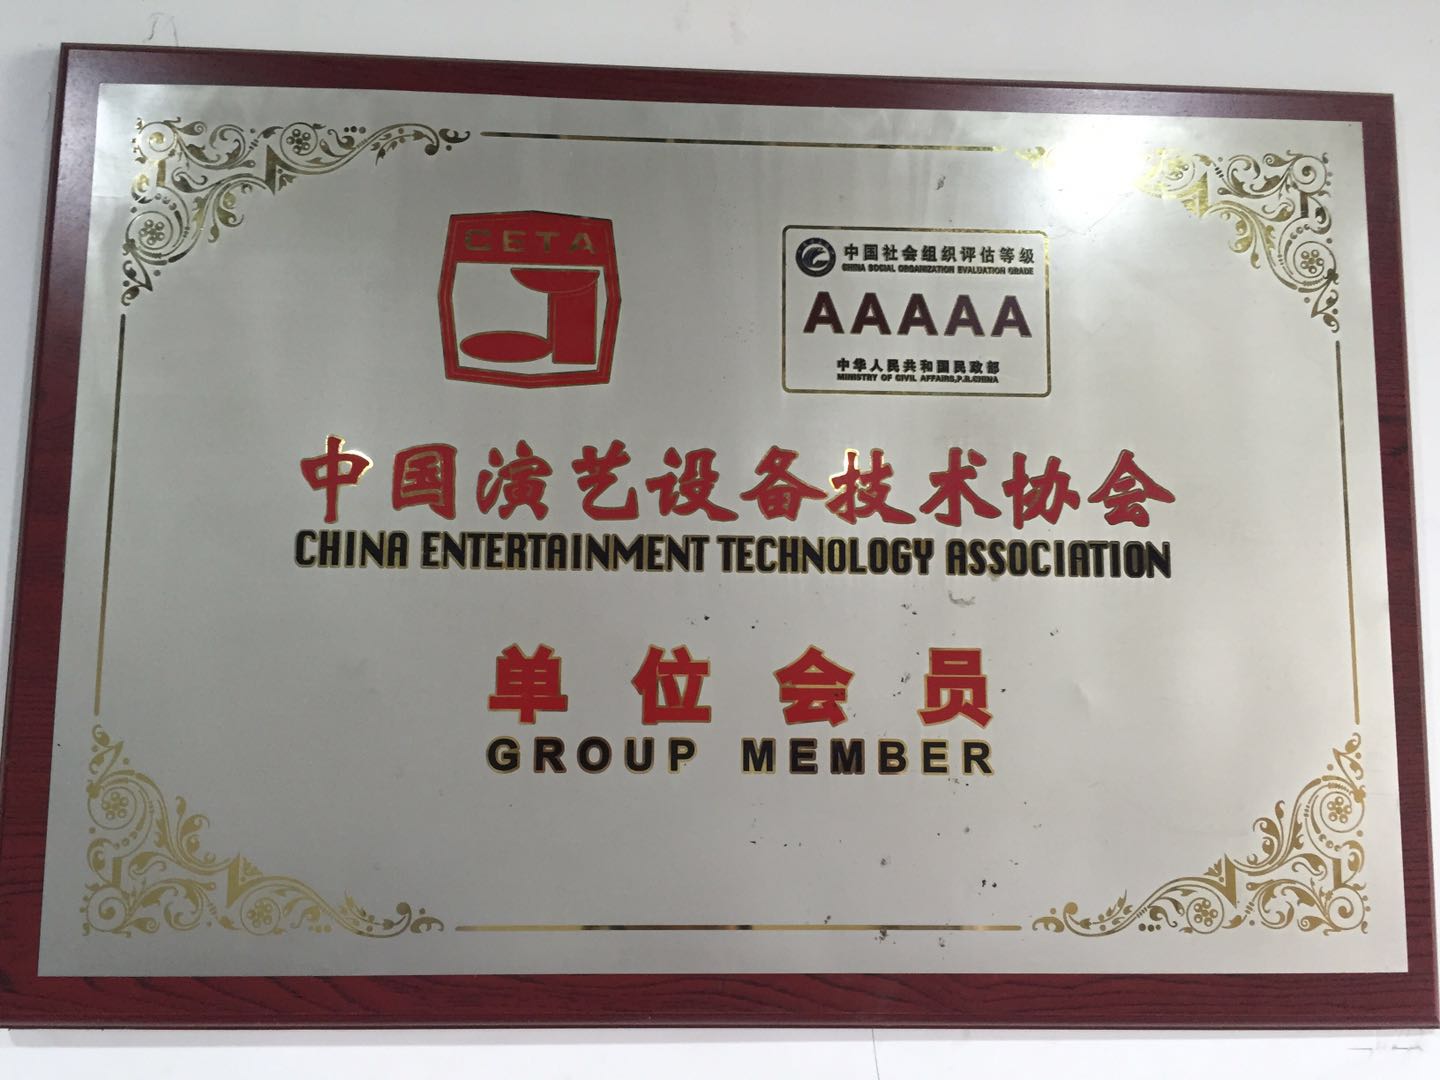 CETA
中国社会组织评估等级
CHINA SOCIAL ORGANIZATION EVALUATION GRADE
AAAAA
中华人民共和国民政部
MINISTRY OF CIVIL AFFAIRS,P.R.CHINA
中国演艺设备技术协会
CHINA ENTERTAINMENT TECHNOLOGY ASSOCIATION
单位会员
GROUP MEMBER